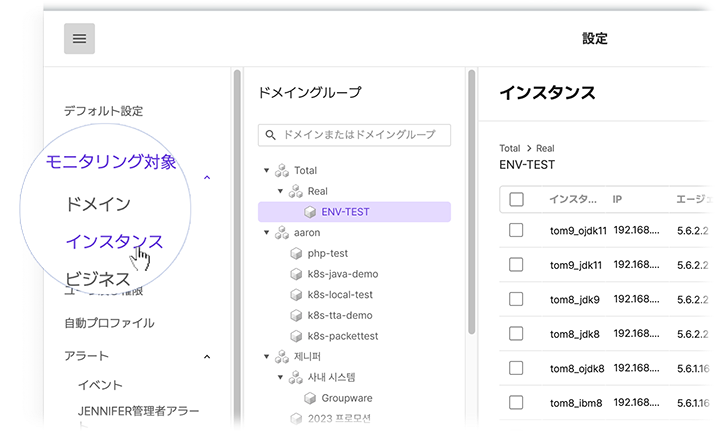 設定
デフォルト設定
モニタリング対象
ドメイン
インスタンス
ビジネス
自動プロファイル
アラート
イベント
JENNIFER管理者アラー
ドメイングループ
ドメインまたはドメイングループ
Total
Real
ENV-TEST
aaron
php-test
k8s-java-demo
k8s-local-test
k8s-tta-demo
k8s-packettest
제니퍼
사내 시스템
Groupware
2023 프로모션
インスタンス
Total > Real
ENV-TEST
インスタ... IP エージ
tom9_ojdk11 192.168.... 5.6.2.2
tom9_jdk11 192.168.... 5.6.2.2
tom8_jdk9 192.168.... 5.6.2.2
tom8_jdk8 192.168.... 5.6.2.2
tom8_ojdk8 192.168.... 5.6.1.16
tom8_ibm8 192.168.... 5.6.1.16